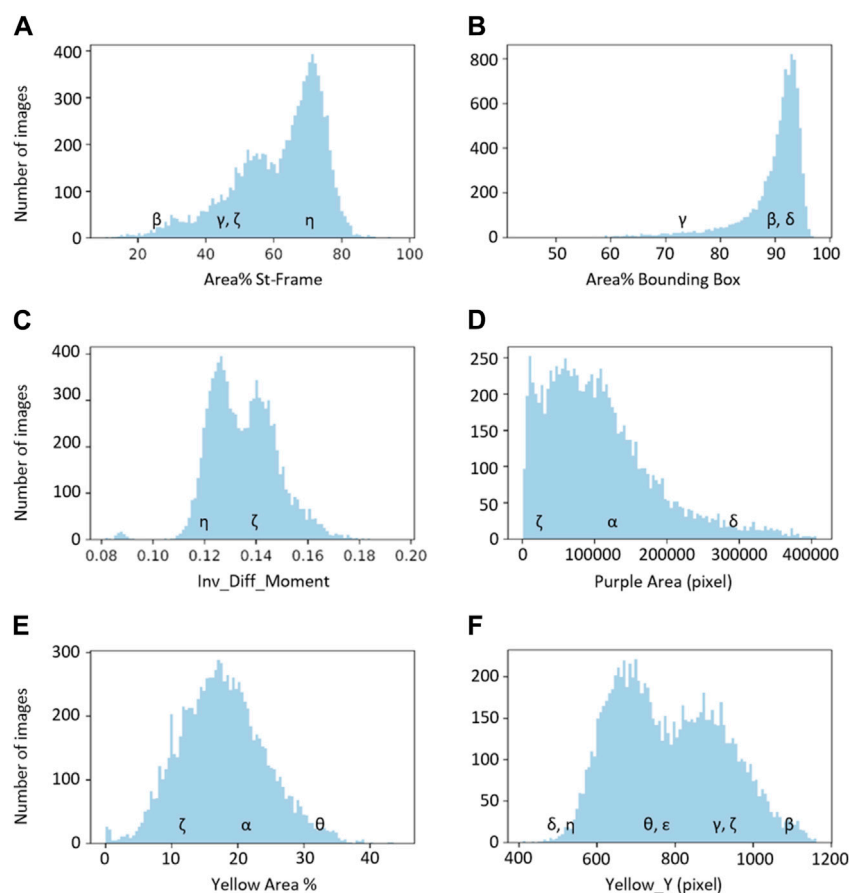 A
B
Number of images
400
300
200
100
0
β
γ, ζ
η
20
40
60
80
100
Area% St-Frame
800
600
400
200
0
γ
β, δ
50
60
70
80
90
100
Area% Bounding Box
C
D
Number of images
400
300
200
100
0
η
ζ
0.08
0.10
0.12
0.14
0.16
0.18
0.20
Inv_Diff_Moment
250
200
150
100
50
0
ζ
α
δ
0
100000
200000
300000
400000
Purple Area (pixel)
E
F
Number of images
300
200
100
0
ζ
α
θ
0
10
20
30
40
Yellow Area %
200
150
100
50
0
δ, η
θ, ε
γ, ζ
β
400
600
800
1000
1200
Yellow_Y (pixel)